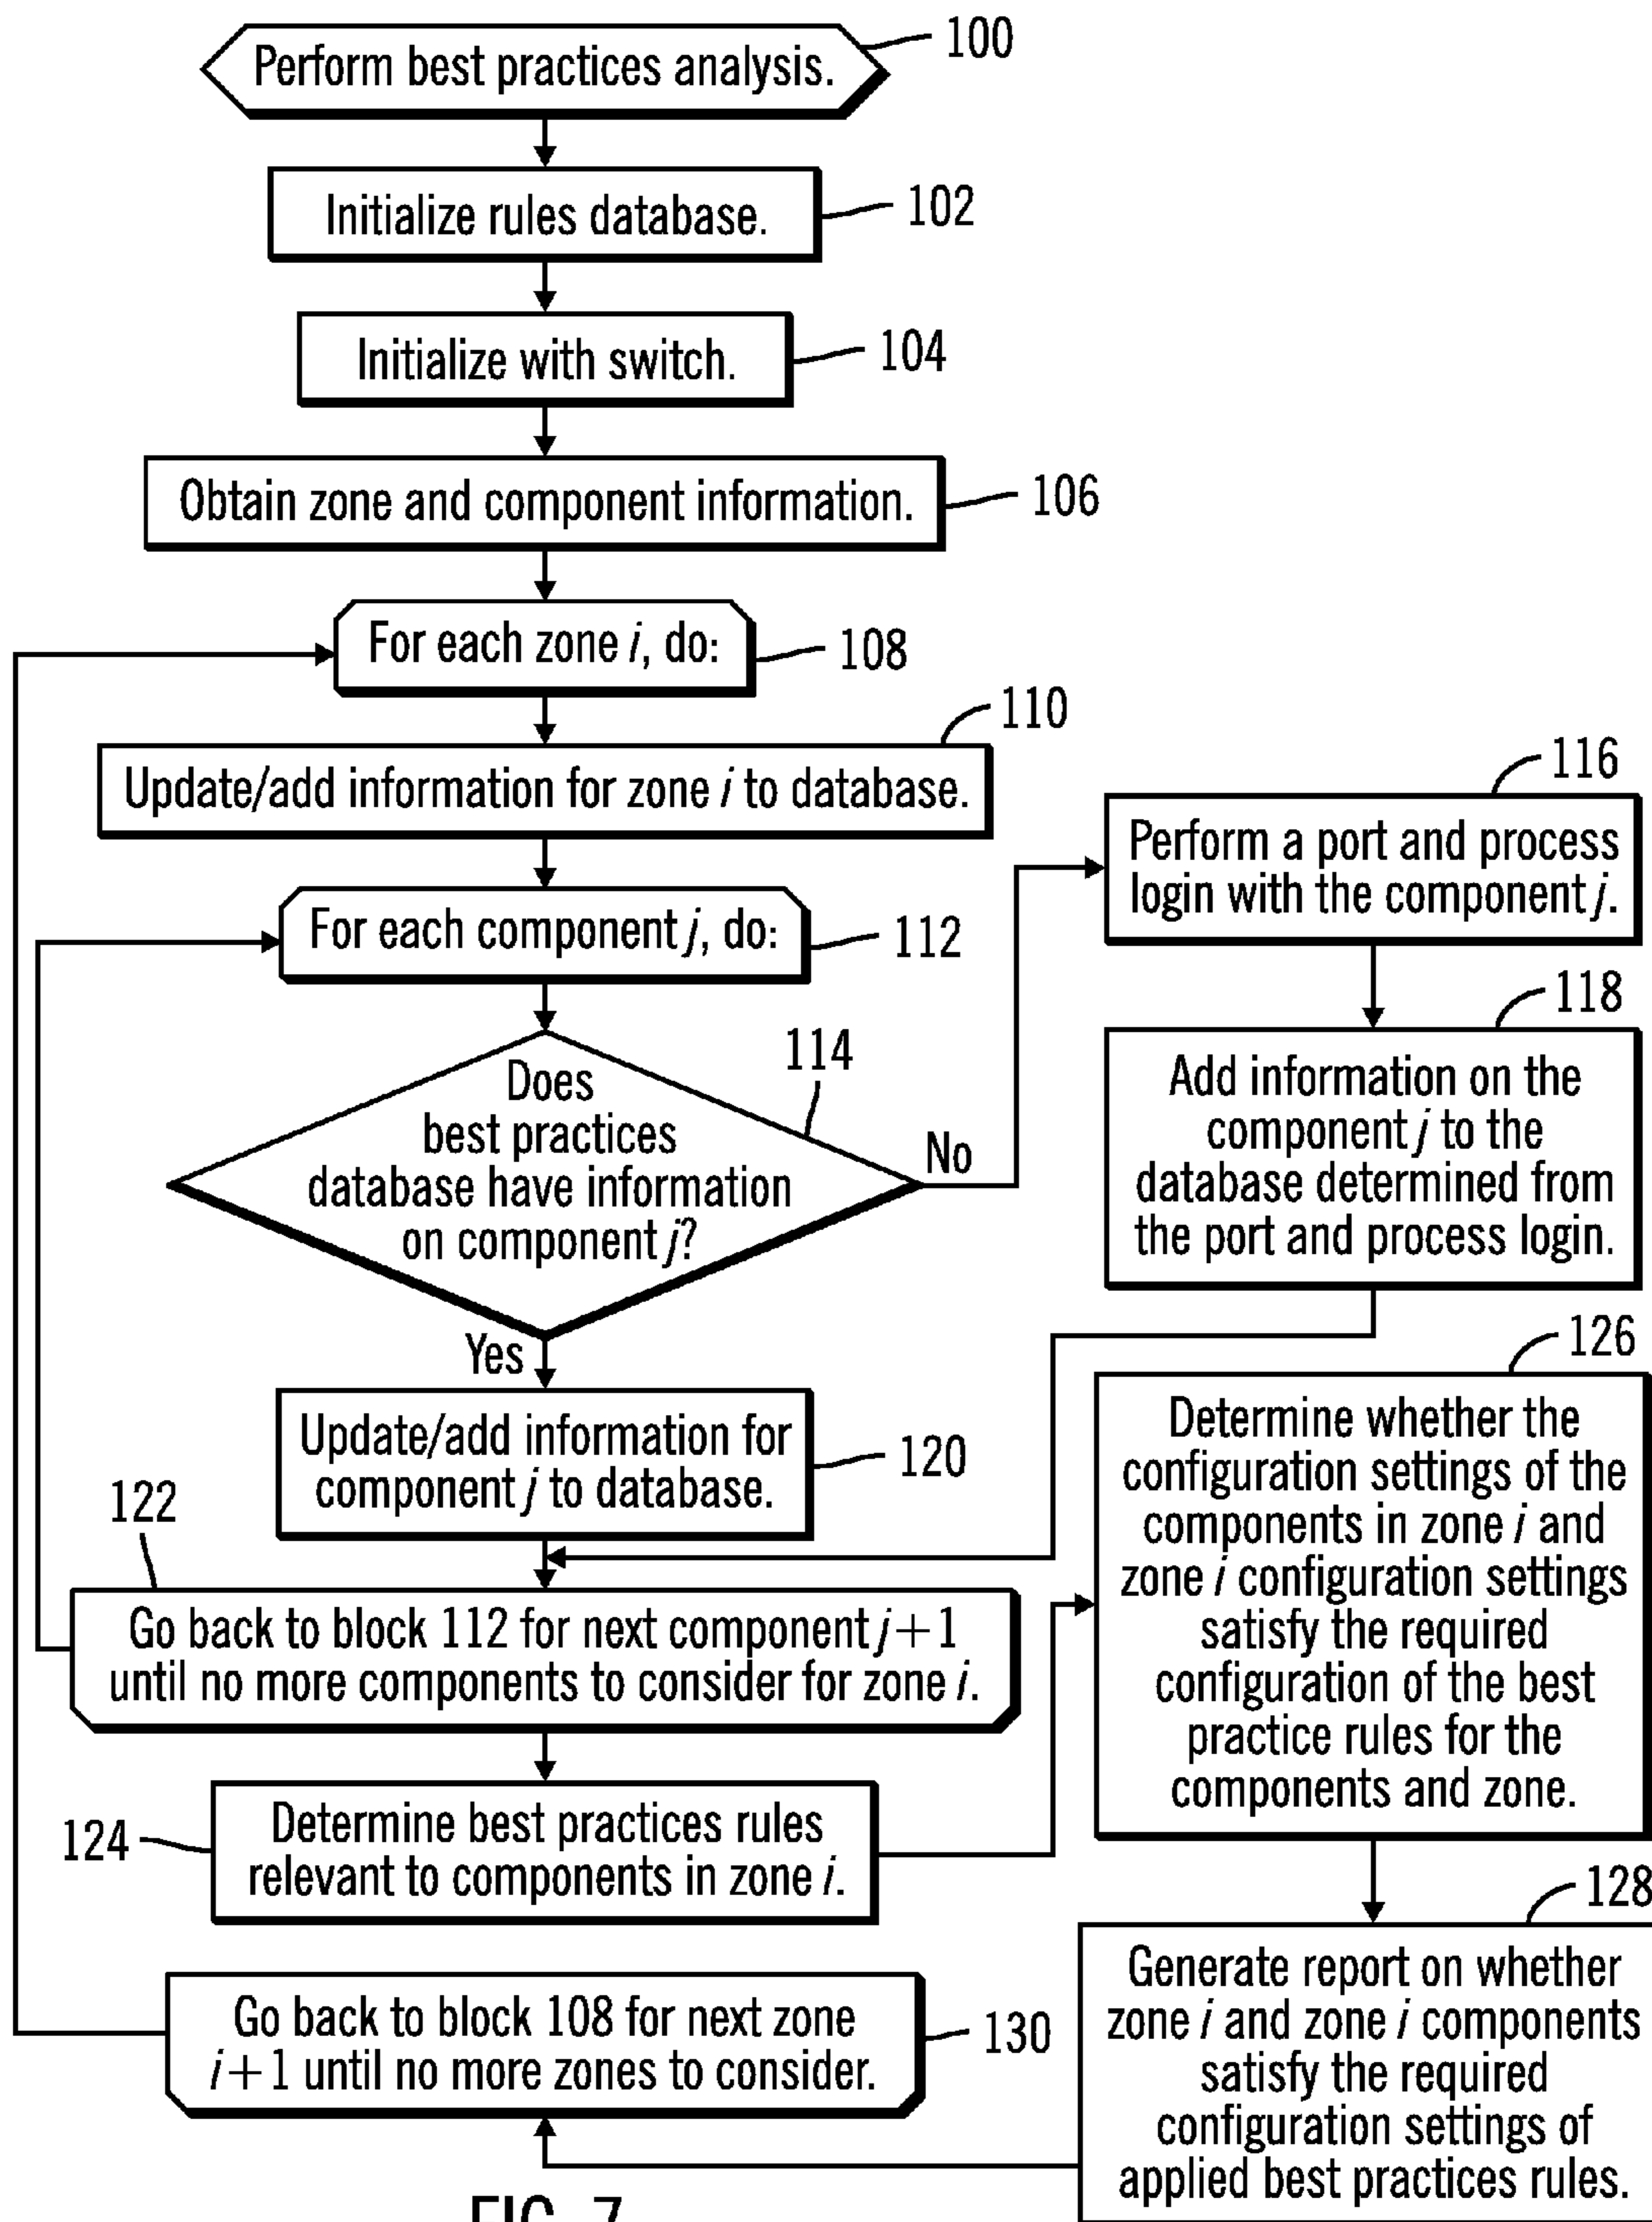 Perform best practices analysis.
100
Initialize rules database.
102
Initialize with switch.
104
Obtain zone and component information.
106
For each zone i, do:
108
110
Update/add information for zone i to database.
For each component j, do:
112
114
Does
best practices
database have information
on component j?
No
Yes
116
Perform a port and process
login with the component j.
118
Add information on the
component j to the
database determined from
the port and process login.
Update/add information for
component j to database.
120
122
Go back to block 112 for next component j+1
until no more components to consider for zone i.
124
Determine best practices rules
relevant to components in zone i.
126
Determine whether the
configuration settings of the
components in zone i and
zone i configuration settings
satisfy the required
configuration of the best
practice rules for the
components and zone.
128
Generate report on whether
zone i and zone i components
satisfy the required
configuration settings of
applied best practices rules.
Go back to block 108 for next zone
i+1 until no more zones to consider.
130
FIG. 7